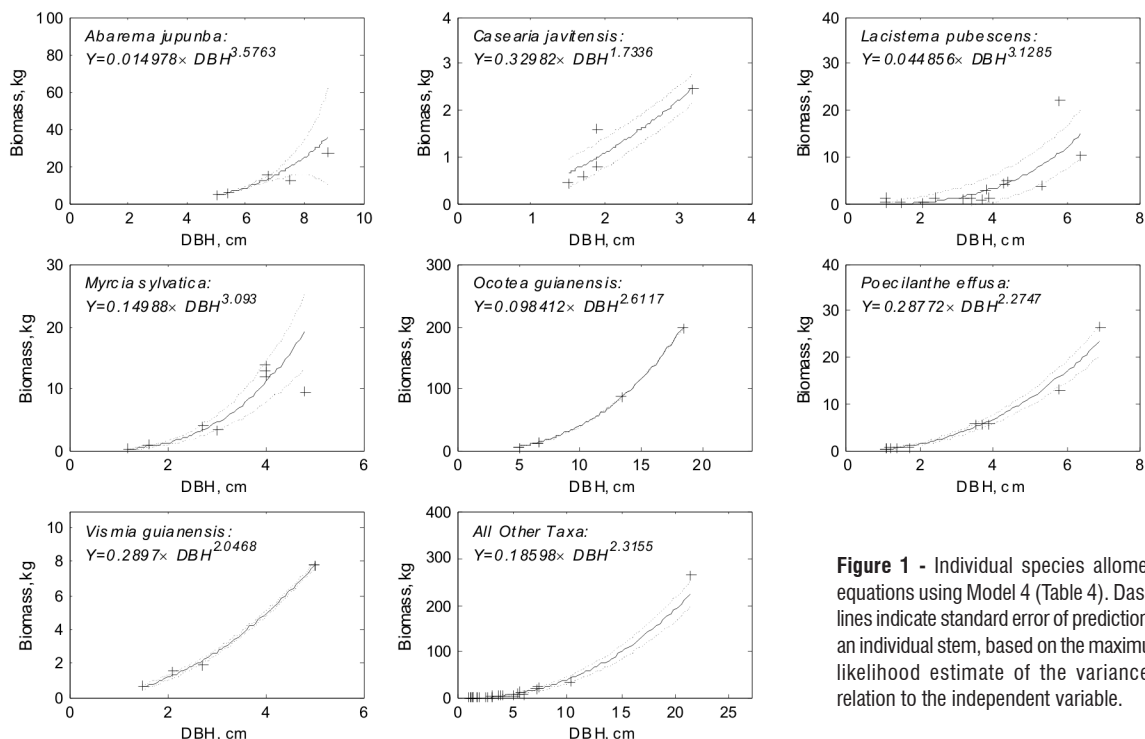 Abarema jupunba:
Y=0.014978× DBH^3.5763
Biomass, kg
100
80
60
40
20
0
0 2 4 6 8 10
DBH, cm
Casearia javitensis:
Y=0.32982× DBH^1.7336
Biomass, kg
4
3
2
1
0
1 2 3 4
DBH, cm
Lacistema pubescens:
Y=0.044856× DBH^3.1285
Biomass, kg
40
30
20
10
0
0 2 4 6 8
DBH, cm
Myrcia sylvatica:
Y=0.14988× DBH^3.093
Biomass, kg
30
20
10
0
0 2 4 6
DBH, cm
Ocotea guianensis:
Y=0.098412× DBH^2.6117
Biomass, kg
300
200
100
0
0 5 10 15 20
DBH, cm
Poecilanthe effusa:
Y=0.28772× DBH^2.2747
Biomass, kg
40
30
20
10
0
0 2 4 6 8
DBH, cm
Vismia guianensis:
Y=0.2897× DBH^2.0468
Biomass, kg
10
8
6
4
2
0
0 2 4 6
DBH, cm
All Other Taxa:
Y=0.18598× DBH^2.3155
Biomass, kg
400
300
200
100
0
0 5 10 15 20 25
DBH, cm
Figure 1 - Individual species allome
equations using Model 4 (Table 4). Das
lines indicate standard error of prediction
an individual stem, based on the maximu
likelihood estimate of the variance
relation to the independent variable.